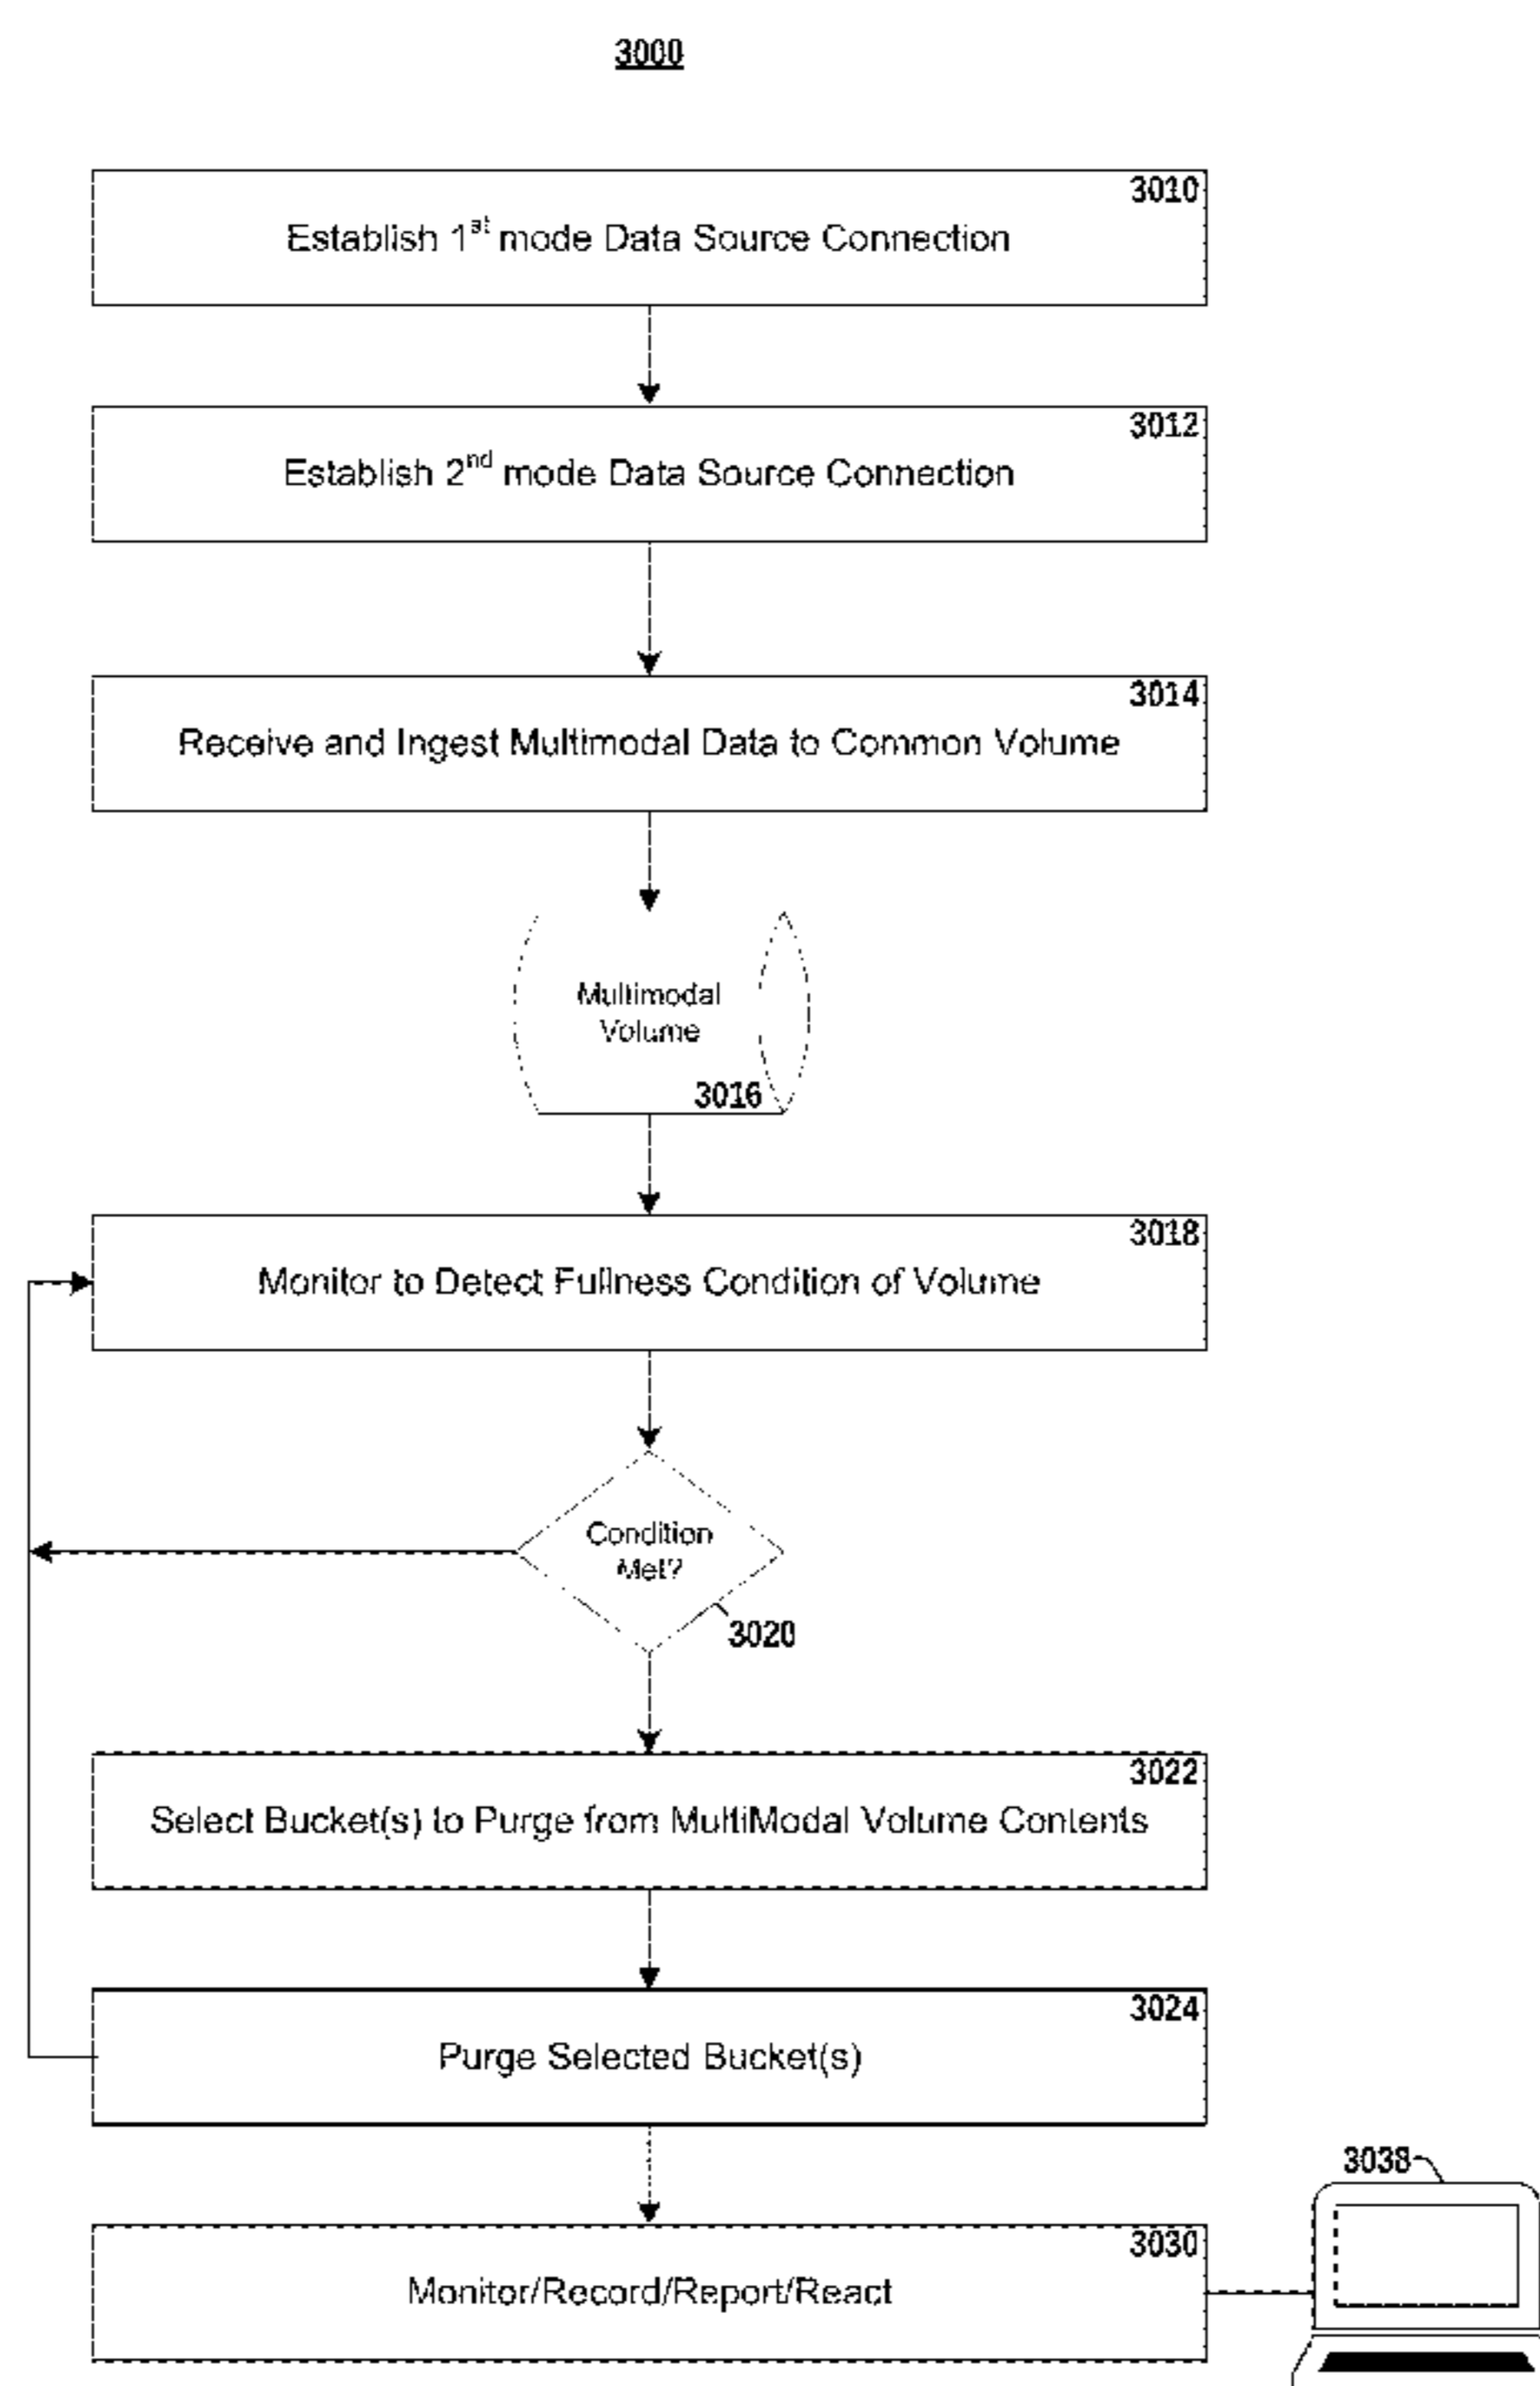 3000
3010
Establish 1st mode Data Source Connection
3012
Establish 2nd mode Data Source Connection
3014
Receive and Ingest Multimodal Data to Common Volume
Multimodal
Volume
3016
3018
Monitor to Detect Fullness Condition of Volume
Condition
Met?
3020
3022
Select Bucket(s) to Purge from MultiModal Volume Contents
3024
Purge Selected Bucket(s)
3038
3030
Monitor/Record/Report/React